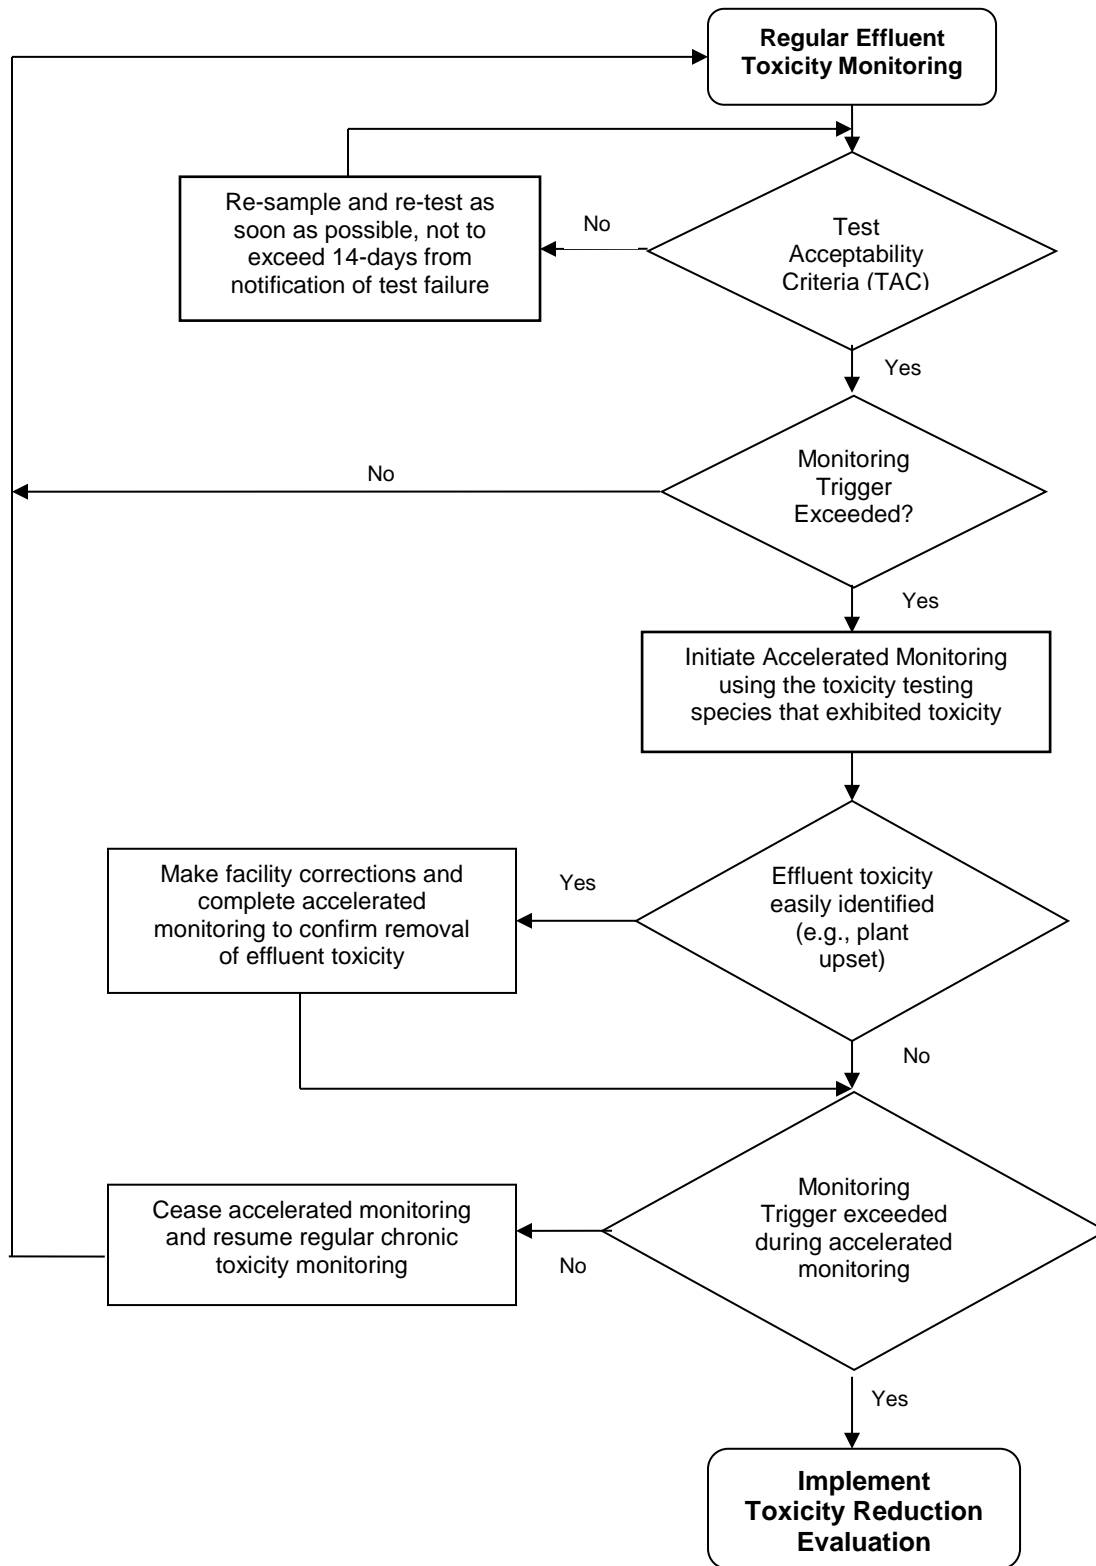 Regular Effluent
Toxicity Monitoring
Re-sample and re-test as
soon as possible, not to
exceed 14-days from
notification of test failure
No
Test
Acceptability
Criteria (TAC)
Yes
No
Monitoring
Trigger
Exceeded?
Yes
Initiate Accelerated Monitoring
using the toxicity testing
species that exhibited toxicity
Make facility corrections and
complete accelerated
monitoring to confirm removal
of effluent toxicity
Yes
Effluent toxicity
easily identified
(e.g., plant
upset)
No
Cease accelerated monitoring
and resume regular chronic
toxicity monitoring
No
Monitoring
Trigger exceeded
during accelerated
monitoring
Yes
Implement
Toxicity Reduction
Evaluation